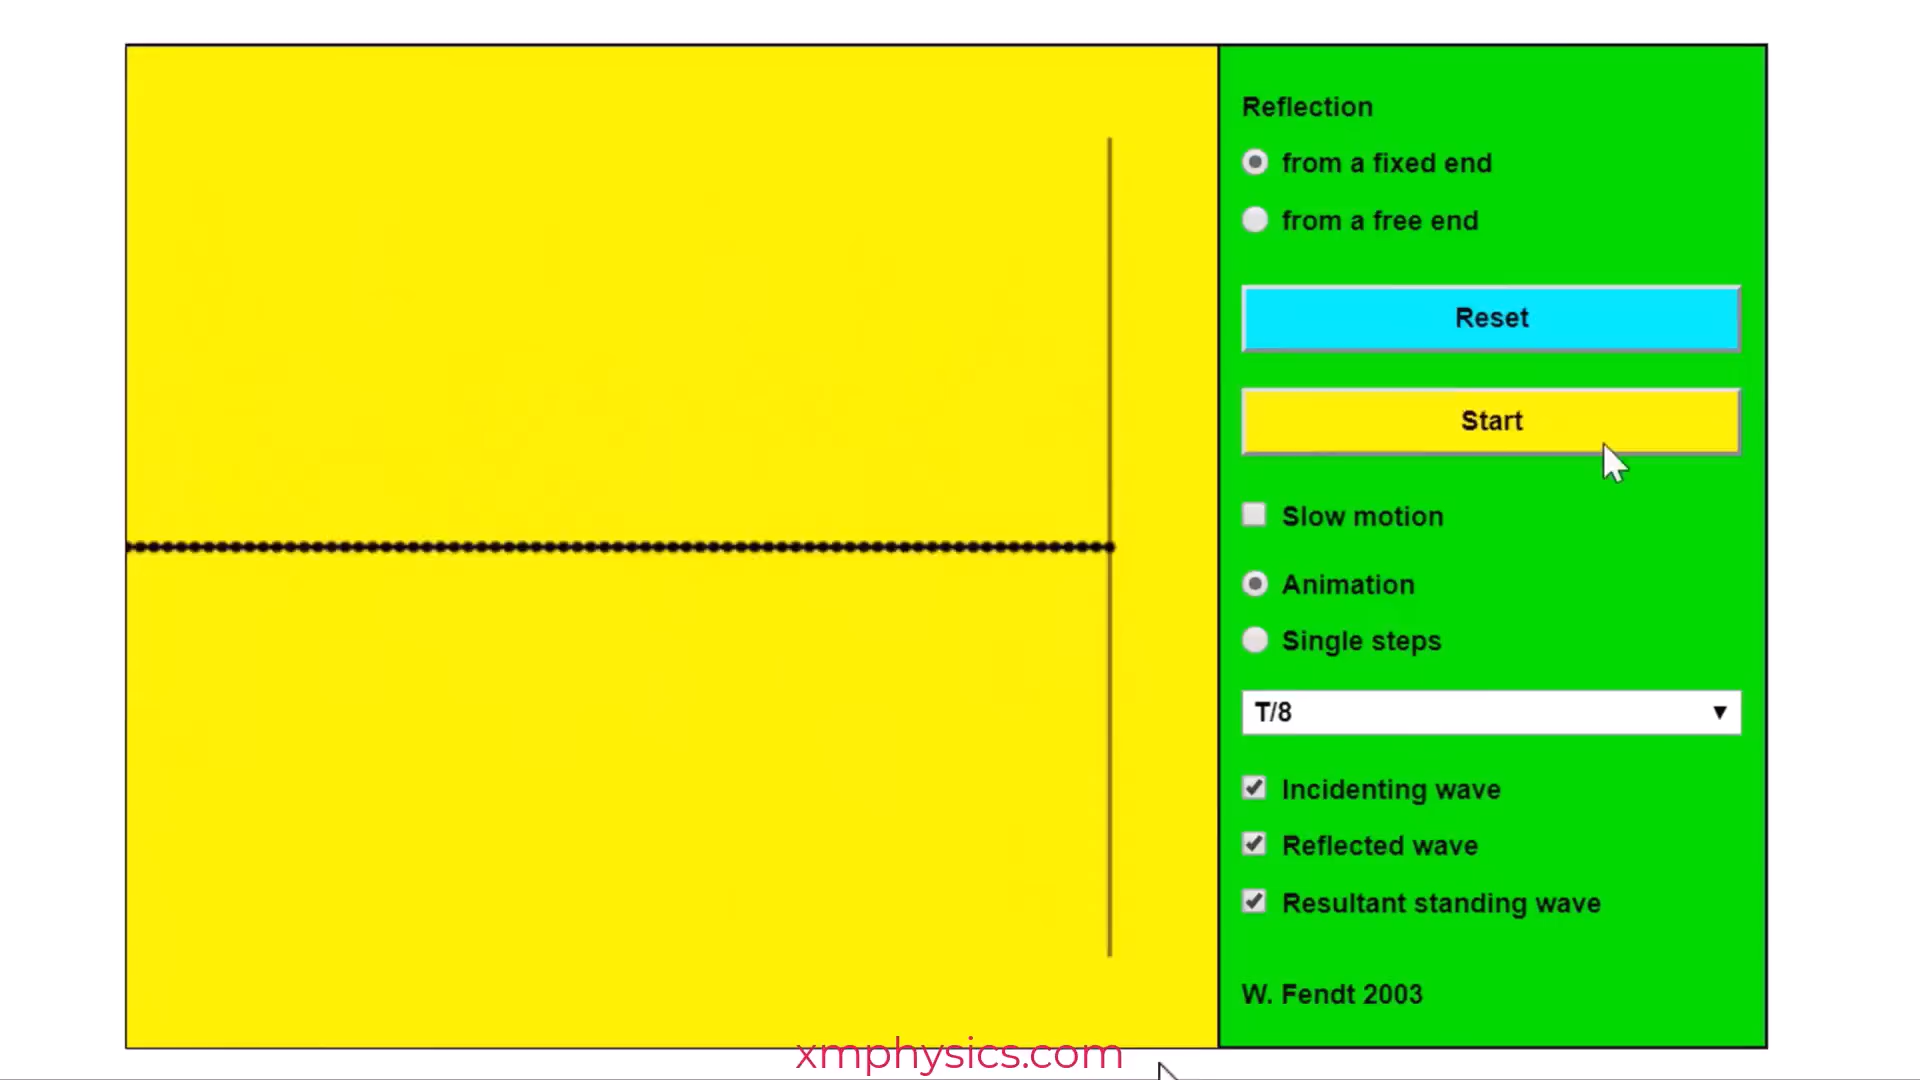 Reflection
from a fixed end
from a free end
Reset
Start
Slow motion
Animation
Single steps
T/8
Incidenting wave
Reflected wave
Resultant standing wave
W. Fendt 2003
xmphysics.com